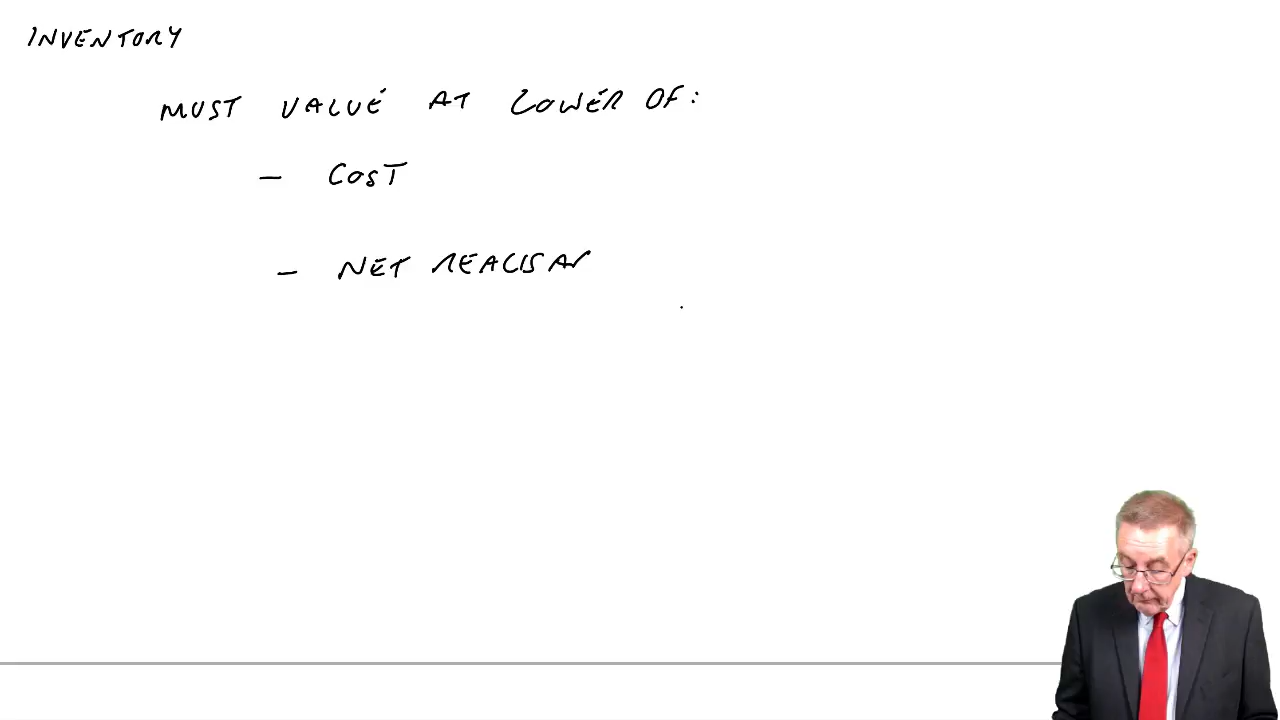 INVENTORY
MUST VALUE AT LOWER OF:
– COST
– NET REALISA